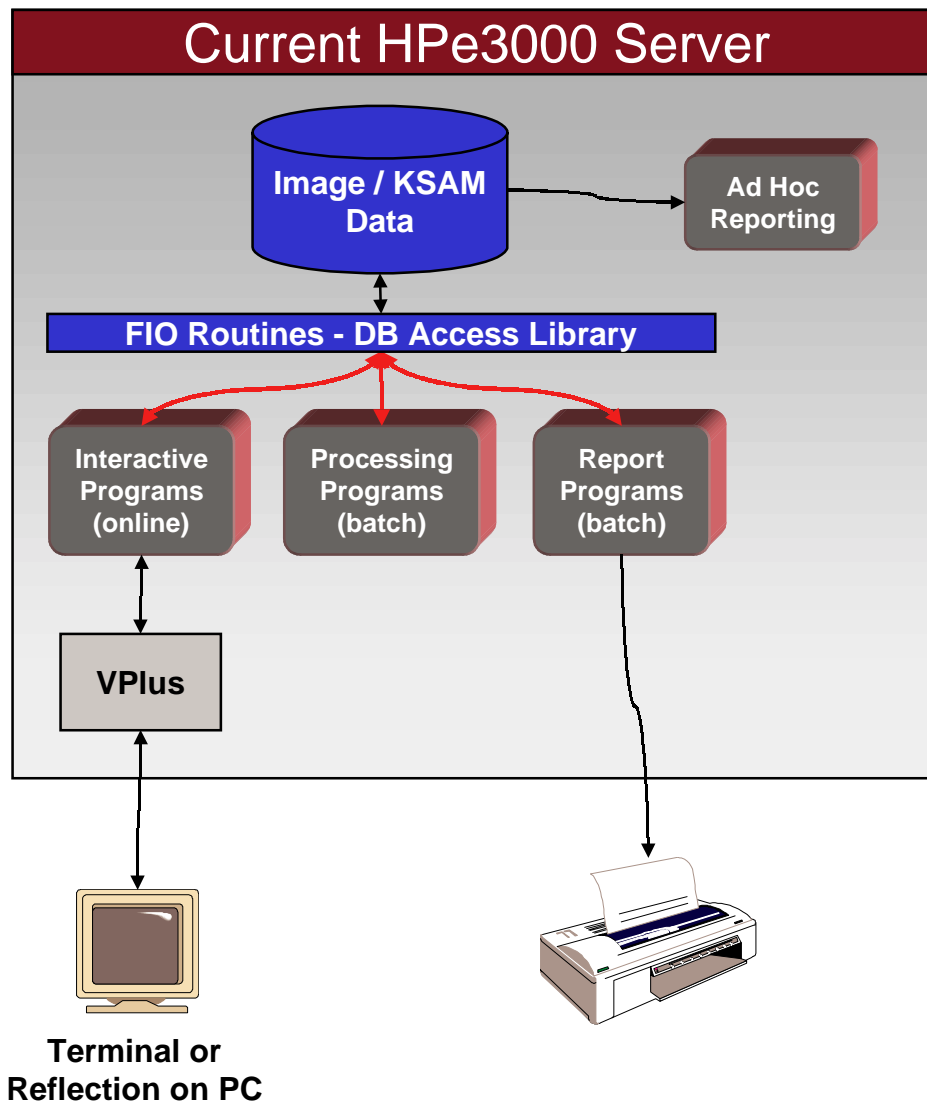 Current HPe3000 Server
Image / KSAM
Data
Ad Hoc
Reporting
FIO Routines - DB Access Library
Interactive
Programs
(online)
Processing
Programs
(batch)
Report
Programs
(batch)
VPlus
Terminal or
Reflection on PC